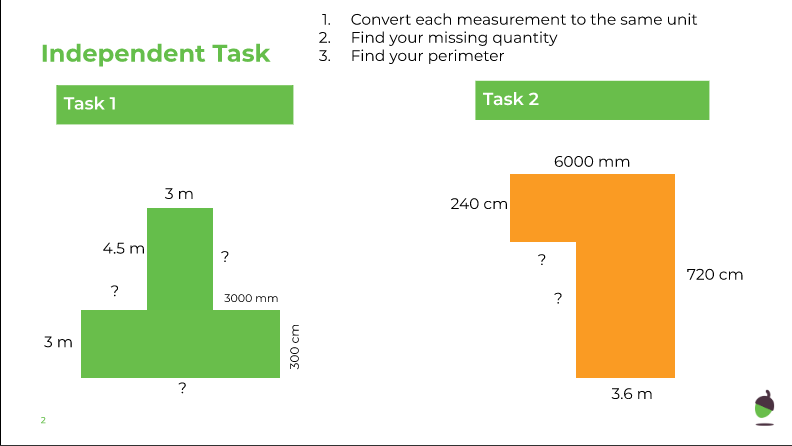 1. Convert each measurement to the same unit
2. Find your missing quantity
3. Find your perimeter
Independent Task
Task 1
Task 2
3 m
4.5 m
?
?
3000 mm
3 m
300 cm
?
6000 mm
240 cm
?
720 cm
?
3.6 m
2